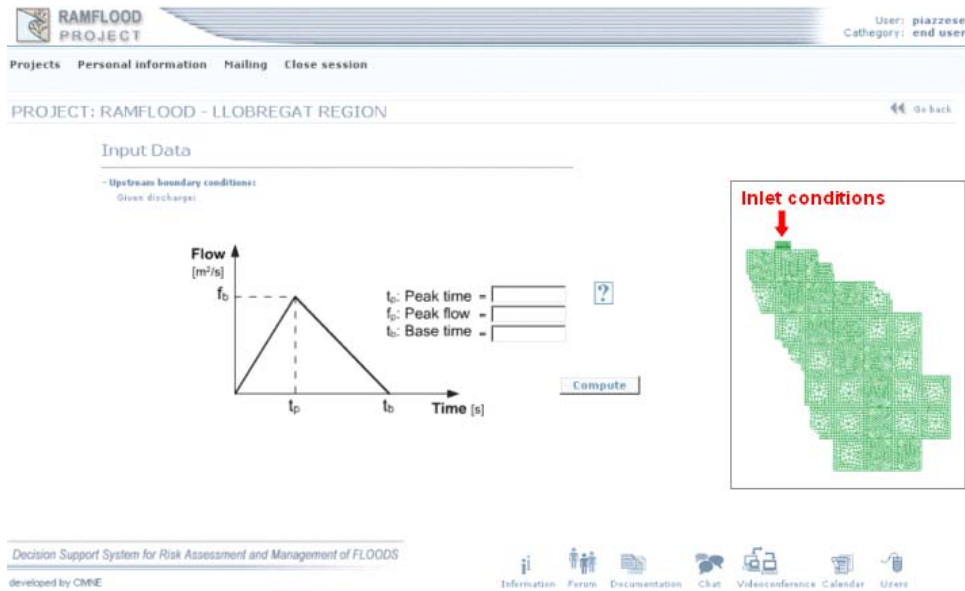 RAMFLOOD
PROJECT
User: piazzese
Cathegory: end user
Projects Personal information Mailing Close session
PROJECT: RAMFLOOD - LLOBREGAT REGION
Go back
Input Data
- Upstream boundary conditions:
Given discharge:
Inlet conditions
Flow
[m²/s]
fb
tₚ: Peak time =
fₚ: Peak flow =
tb: Base time =
?
Compute
tₚ
tb
Time [s]
Decision Support System for Risk Assessment and Management of FLOODS
developed by CIMNE
Information Forum Documentation Chat Videoconference Calendar Users